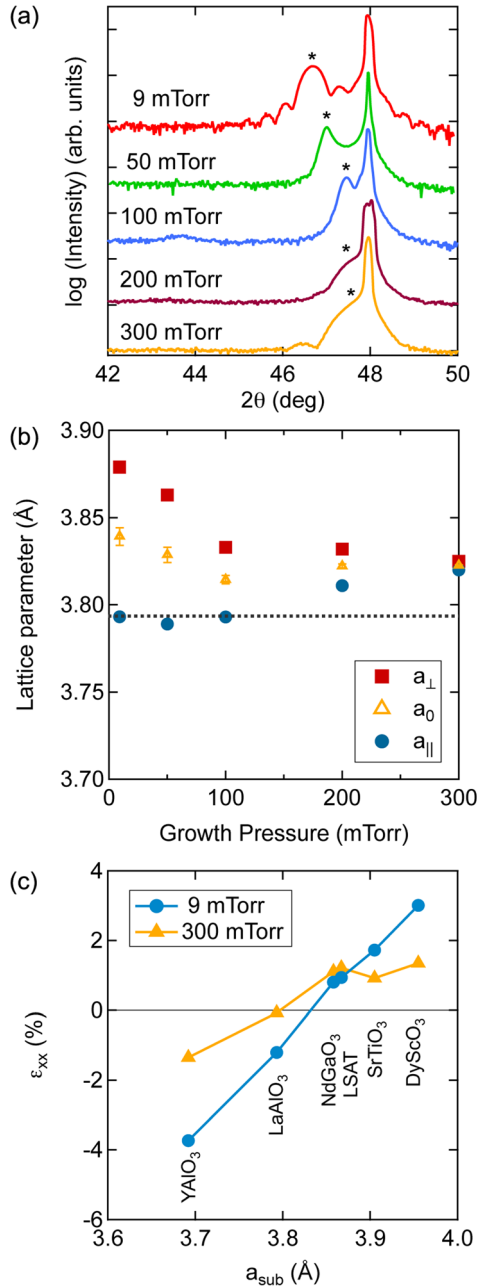 (a)
log (Intensity) (arb. units)
*
9 mTorr
*
50 mTorr
*
100 mTorr
*
200 mTorr
*
300 mTorr
42 44 46 48 50
2θ (deg)
(b)
Lattice parameter (Å)
3.90
3.85
3.80
3.75
3.70
a⊥
a₀
a||
0 100 200 300
Growth Pressure (mTorr)
(c)
εxx (%)
4
2
0
-2
-4
-6
9 mTorr
300 mTorr
YAlO₃
LaAlO₃
NdGaO₃
LSAT
SrTiO₃
DyScO₃
3.6 3.7 3.8 3.9 4.0
asub (Å)